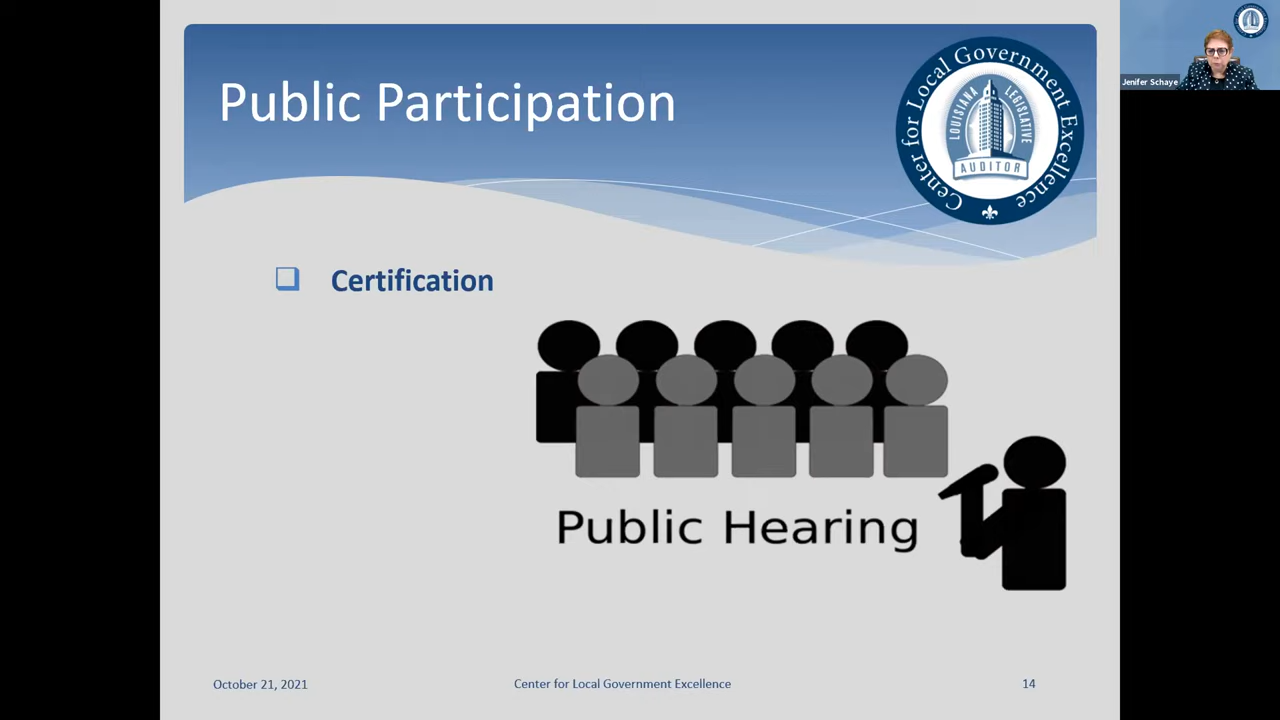 Public Participation
Center for Local Government Excellence
LOUISIANA LEGISLATIVE
AUDITOR
Jenifer Schaye
Certification
Public Hearing
October 21, 2021
Center for Local Government Excellence
14